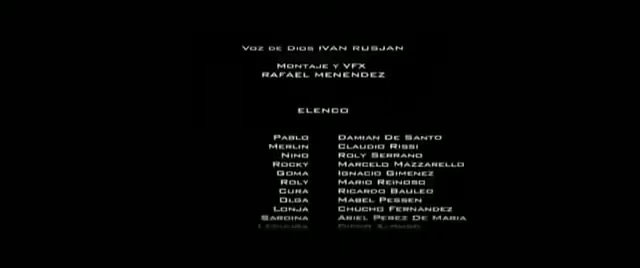 Voz de Dios IVAN RUSJAN
Montaje y VFX
RAFAEL MENENDEZ
ELENCO
Pablo Damian De Santo
Merlin Claudio Rissi
Nino Roly Serrano
Rocky Marcelo Mazzarello
Goma Ignacio Gimenez
Roly Mario Reinoso
Cura Ricardo Bauleo
Olga Mabel Pessen
Lonja Chucho Fernández
Sardina Ariel Perez De Maria